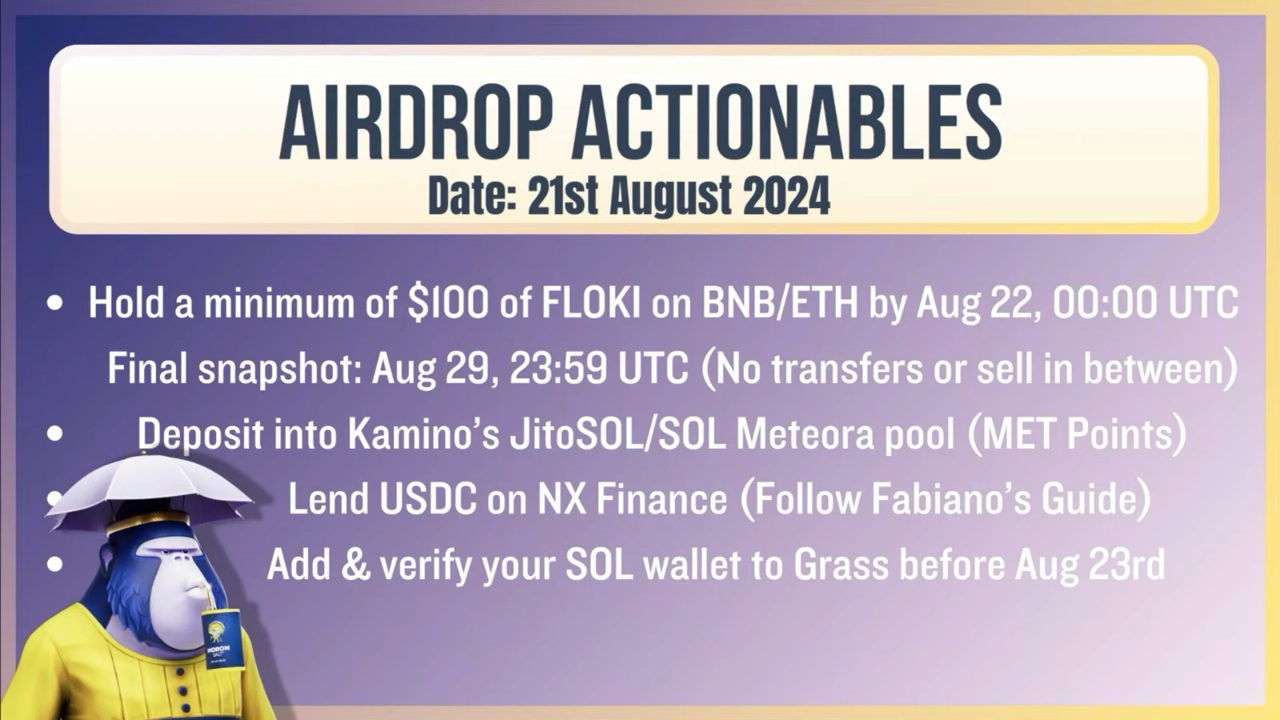 AIRDROP ACTIONABLES
Date: 21st August 2024
• Hold a minimum of $100 of FLOKI on BNB/ETH by Aug 22, 00:00 UTC
Final snapshot: Aug 29, 23:59 UTC (No transfers or sell in between)
• Deposit into Kamino’s JitoSOL/SOL Meteora pool (MET Points)
• Lend USDC on NX Finance (Follow Fabiano’s Guide)
• Add & verify your SOL wallet to Grass before Aug 23rd
MORON
SALT